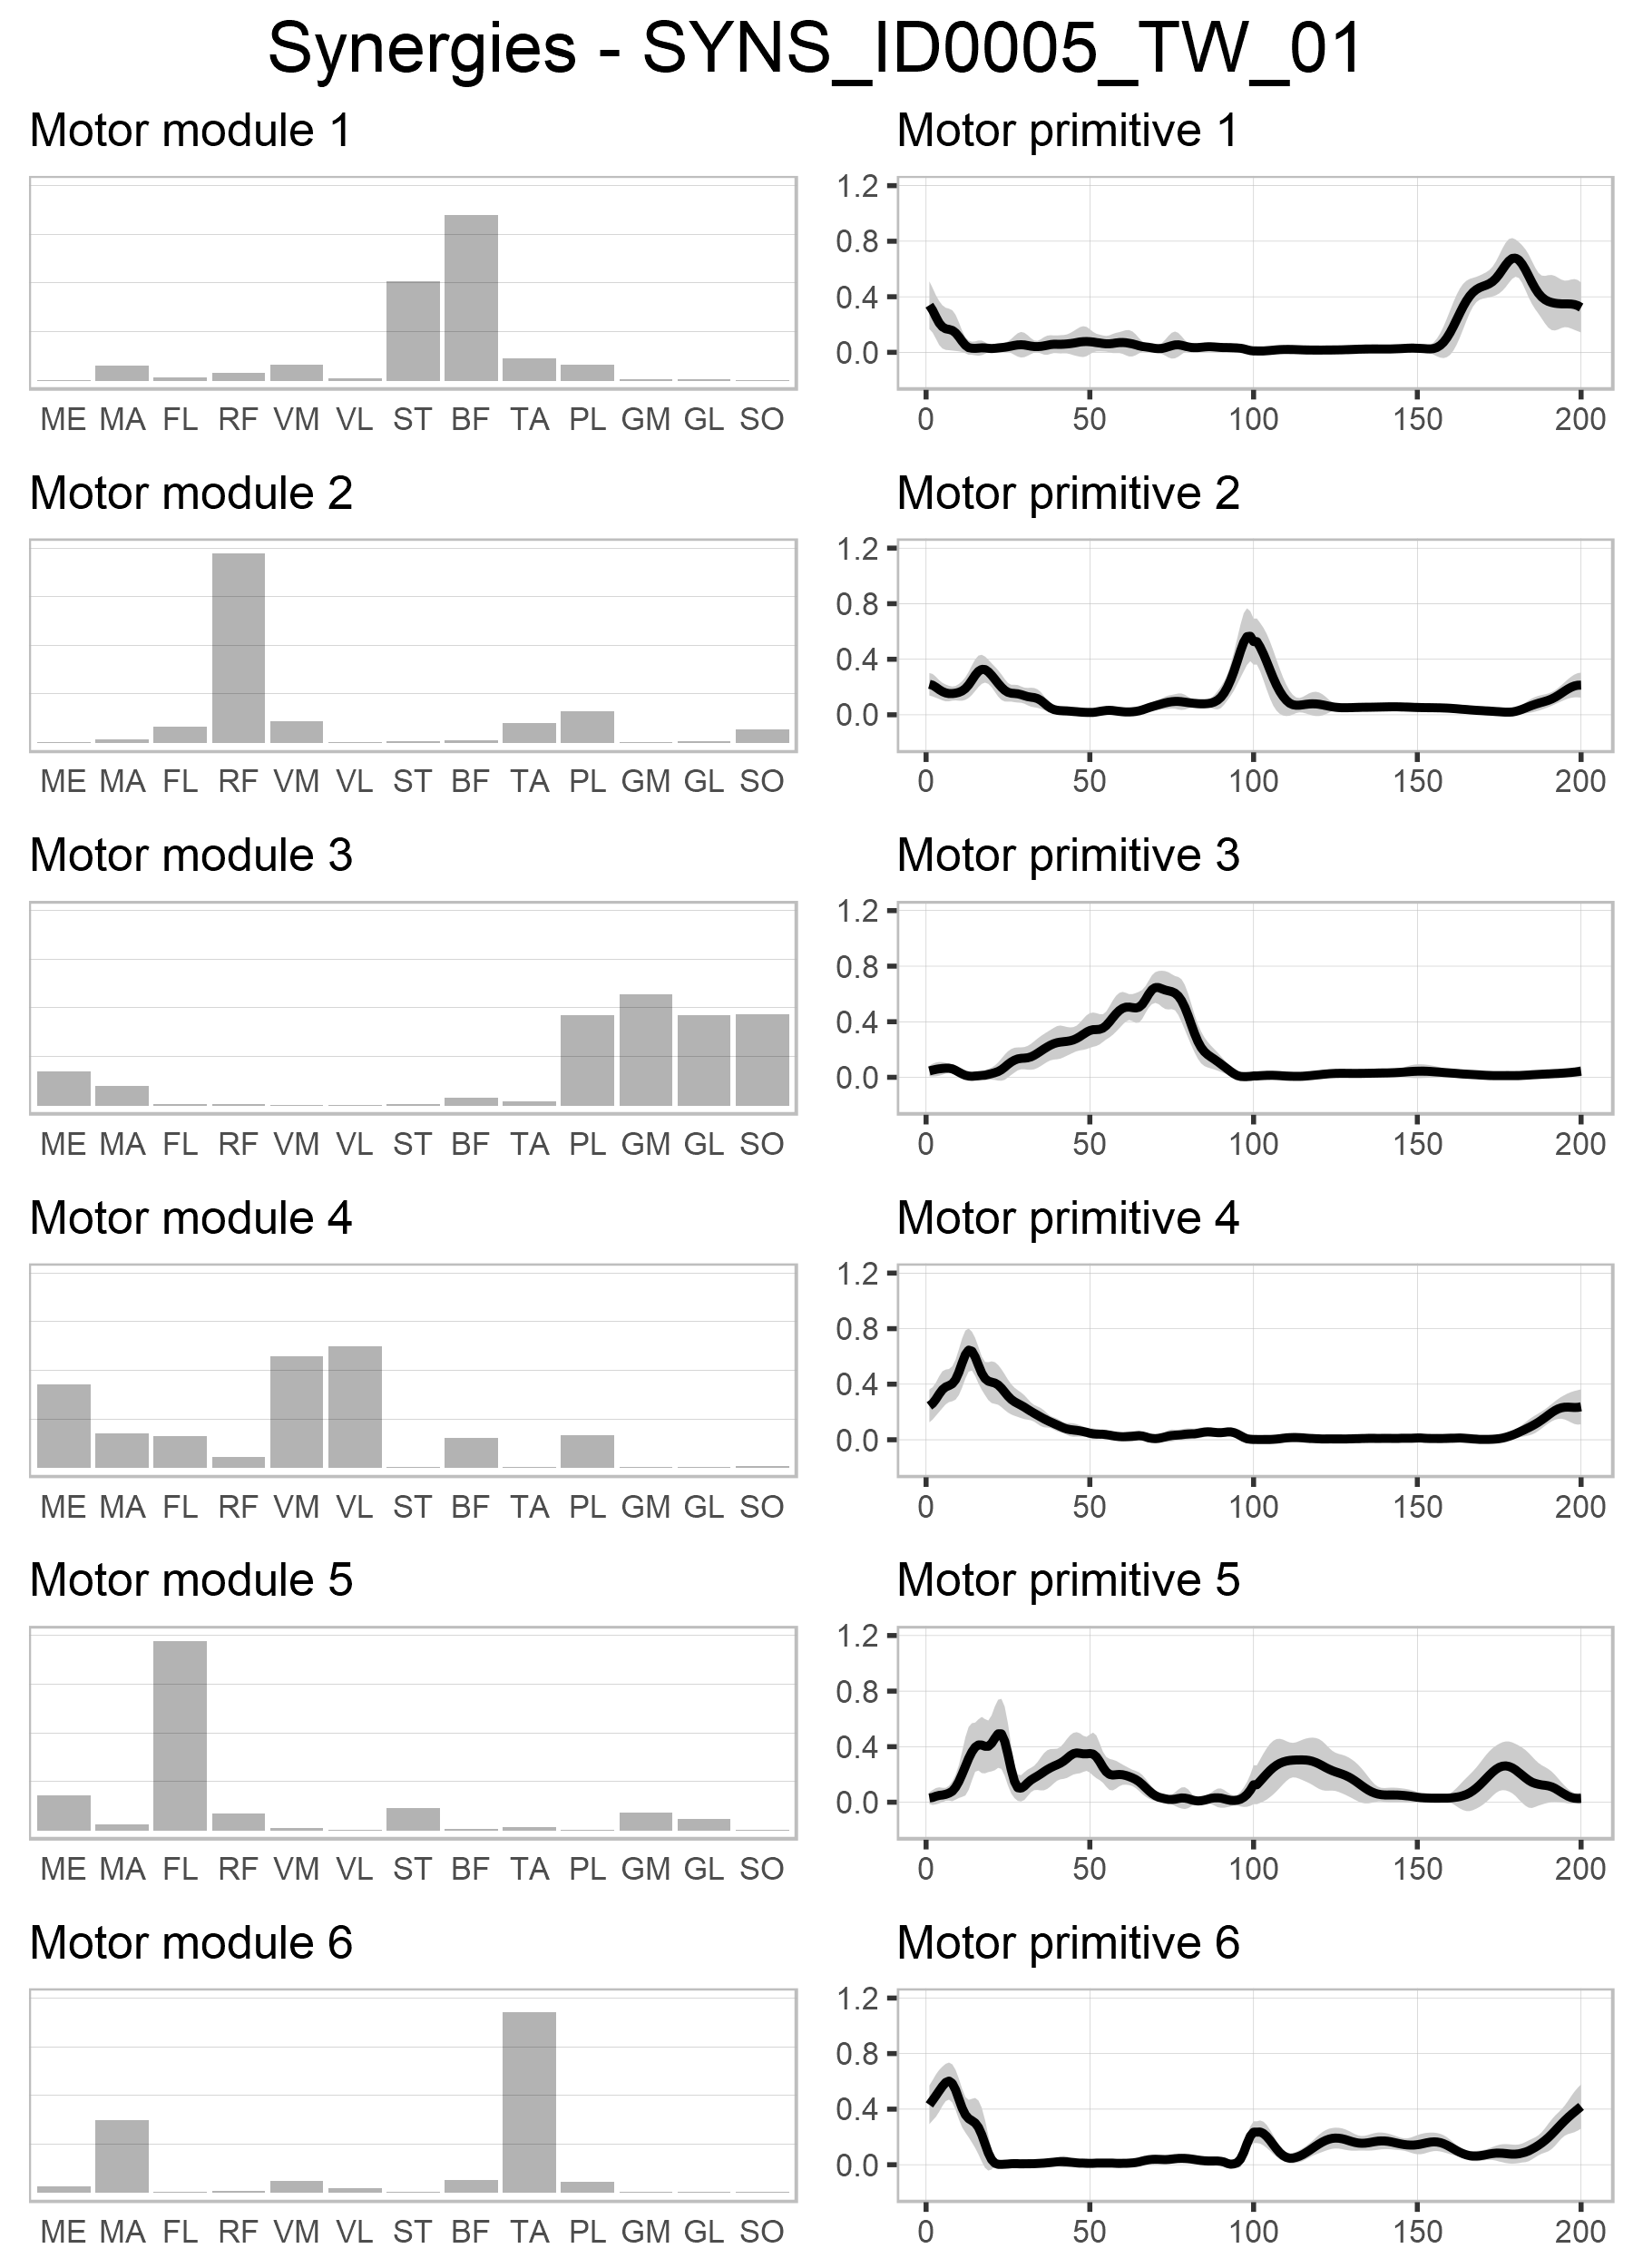 Synergies - SYNS_ID0005_TW_01
Motor module 1
Motor primitive 1
ME MA FL RF VM VL ST BF TA PL GM GL SO
1.2
0.8
0.4
0.0
0 50 100 150 200
Motor module 2
Motor primitive 2
ME MA FL RF VM VL ST BF TA PL GM GL SO
1.2
0.8
0.4
0.0
0 50 100 150 200
Motor module 3
Motor primitive 3
ME MA FL RF VM VL ST BF TA PL GM GL SO
1.2
0.8
0.4
0.0
0 50 100 150 200
Motor module 4
Motor primitive 4
ME MA FL RF VM VL ST BF TA PL GM GL SO
1.2
0.8
0.4
0.0
0 50 100 150 200
Motor module 5
Motor primitive 5
ME MA FL RF VM VL ST BF TA PL GM GL SO
1.2
0.8
0.4
0.0
0 50 100 150 200
Motor module 6
Motor primitive 6
ME MA FL RF VM VL ST BF TA PL GM GL SO
1.2
0.8
0.4
0.0
0 50 100 150 200